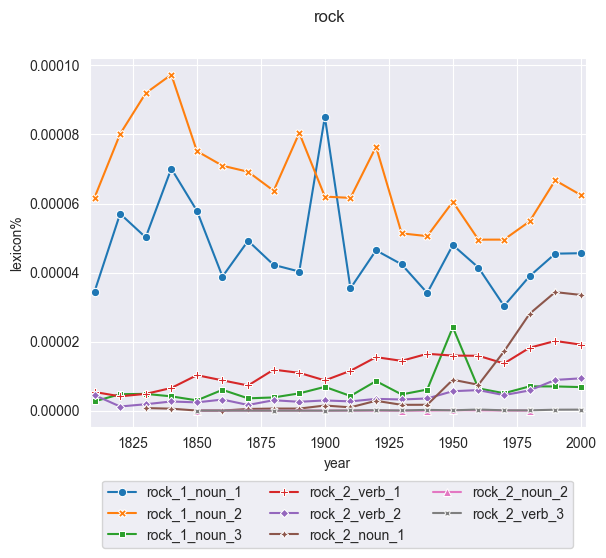 rock
0.00010
0.00008
0.00006
0.00004
0.00002
0.00000
lexicon%
1825 1850 1875 1900 1925 1950 1975 2000
year
rock_1_noun_1 rock_2_verb_1 rock_2_noun_2
rock_1_noun_2 rock_2_verb_2 rock_2_verb_3
rock_1_noun_3 rock_2_noun_1